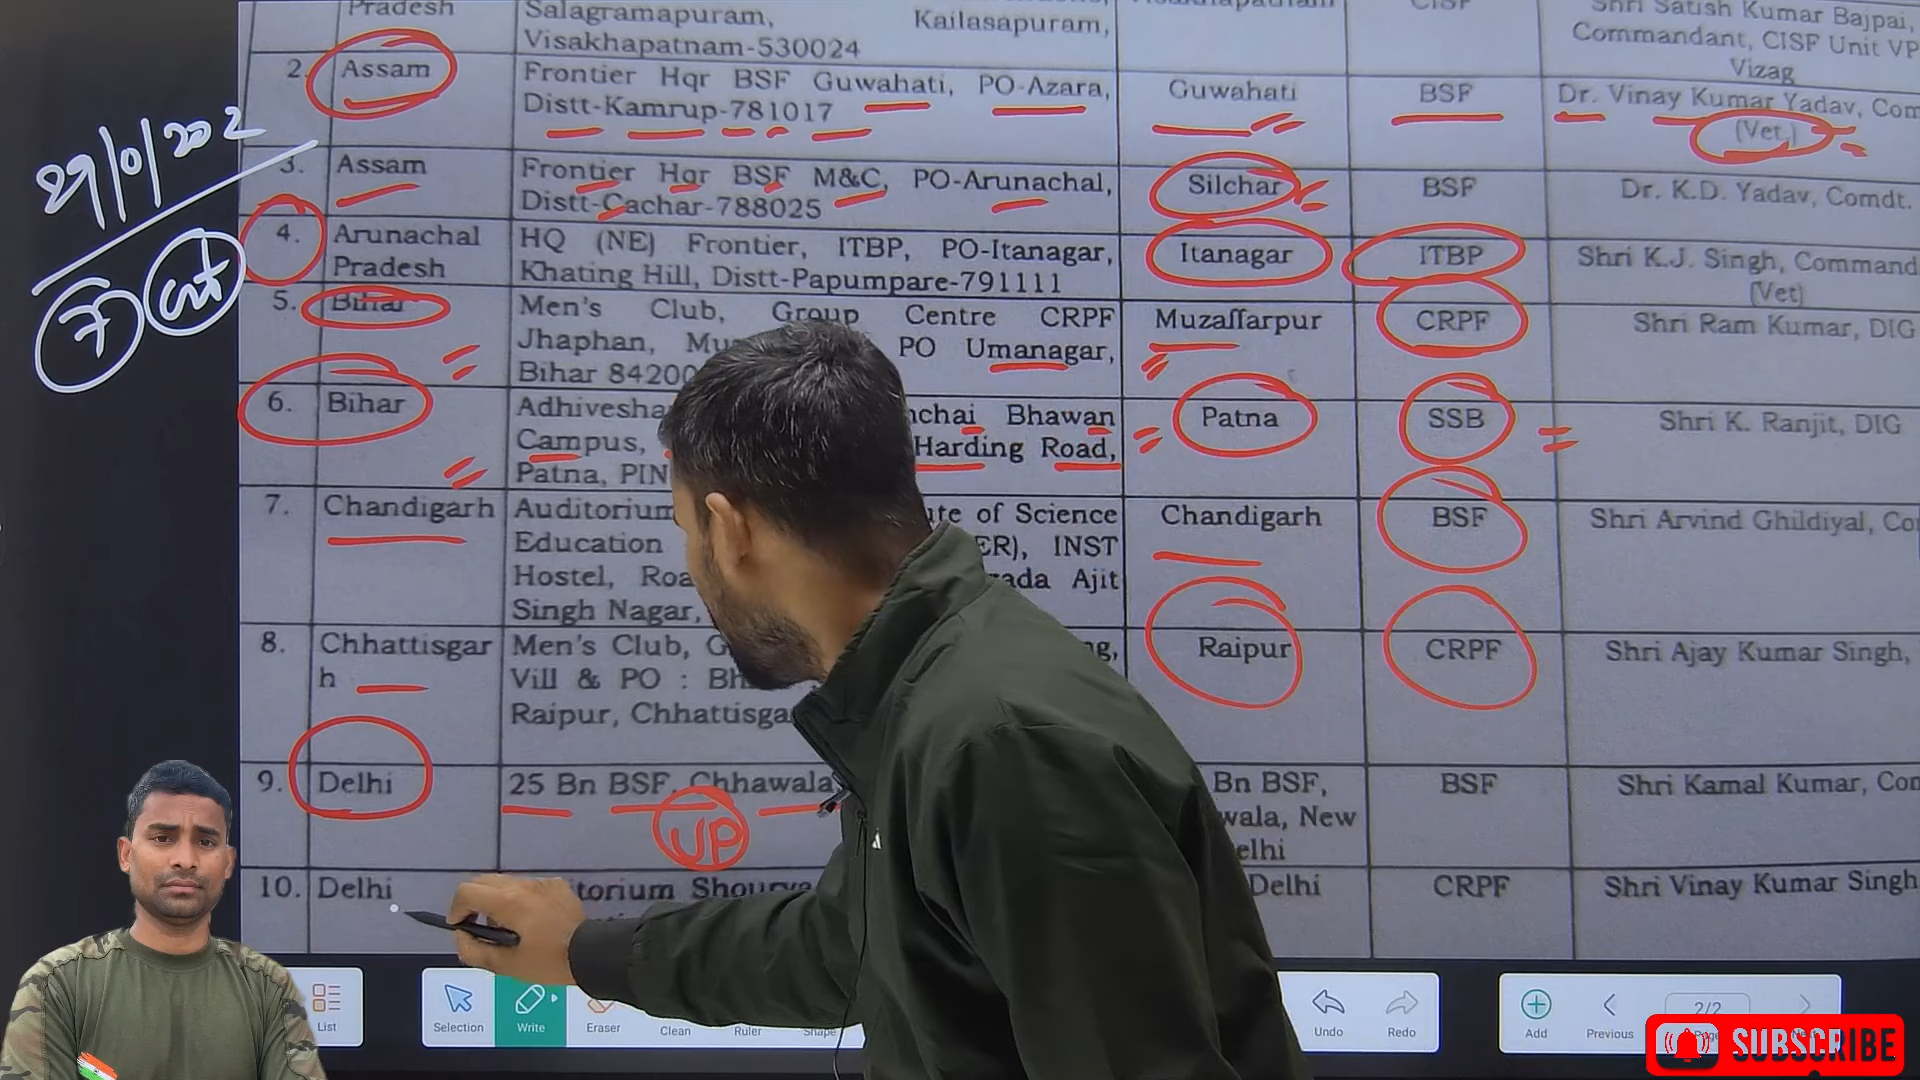 Pradesh Salagramapuram, Kailasapuram, Visakhapatnam-530024 CISF Shri Satish Kumar Bajpai, Commandant, CISF Unit VP Vizag
2. Assam Frontier Hqr BSF Guwahati, PO-Azara, Distt-Kamrup-781017 Guwahati BSF Dr. Vinay Kumar Yadav, Com (Vet.)
3. Assam Frontier Hqr BSF M&C, PO-Arunachal, Distt-Cachar-788025 Silchar BSF Dr. K.D. Yadav, Comdt.
4. Arunachal Pradesh HQ (NE) Frontier, ITBP, PO-Itanagar, Khating Hill, Distt-Papumpare-791111 Itanagar ITBP Shri K.J. Singh, Command (Vet)
5. Bihar Men's Club, Group Centre CRPF Jhaphan, PO Umanagar, Bihar 84200 Muzaffarpur CRPF Shri Ram Kumar, DIG
6. Bihar Bhawan Campus, Harding Road, Patna, PIN Patna SSB Shri K. Ranjit, DIG
7. Chandigarh Auditorium of Science Education INST Hostel, Ajit Singh Nagar, Chandigarh BSF Shri Arvind Ghildiyal, Co
8. Chhattisgar h Men's Club, Vill & PO : Raipur, Raipur CRPF Shri Ajay Kumar Singh,
9. Delhi 25 Bn BSF, Chhawala Bn BSF, New BSF Shri Kamal Kumar, Com
UP
10. Delhi Shourya Delhi CRPF Shri Vinay Kumar Singh
7
List
Selection
Write
Eraser
Clean
Ruler
Shape
Undo
Redo
Add
Previous
2/2
SUBSCRIBE